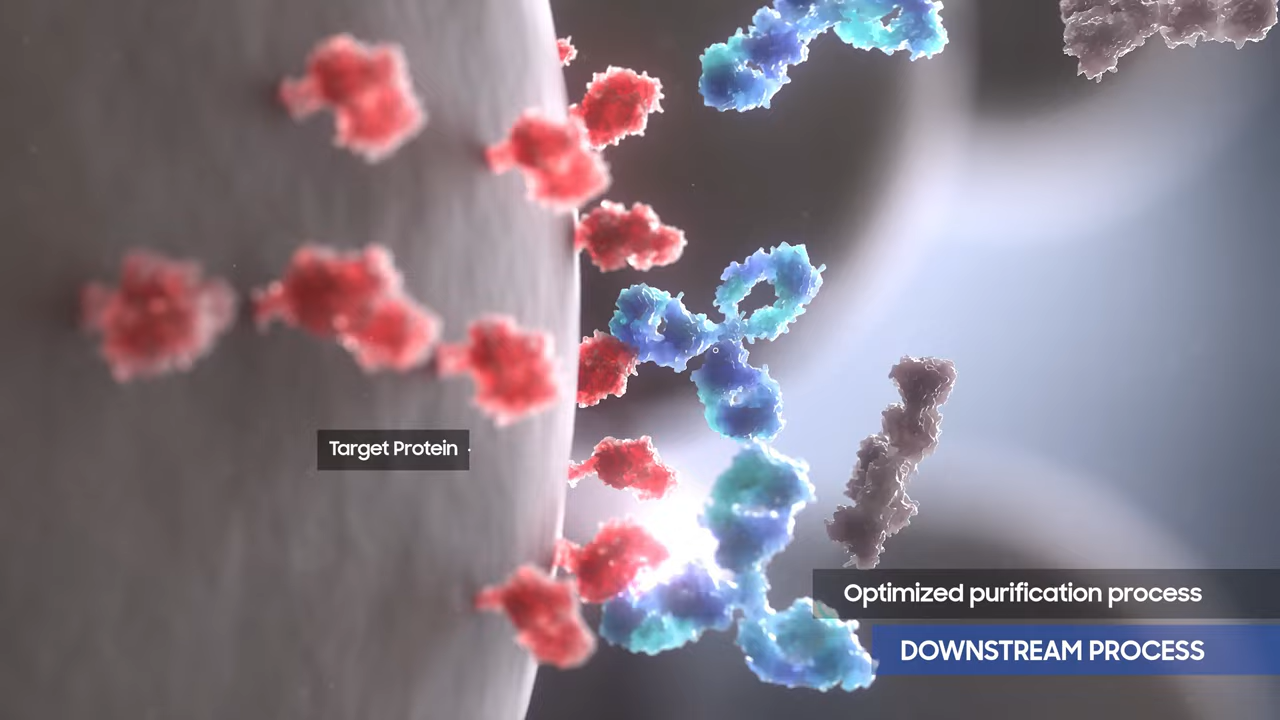 Target Protein
Optimized purification process
DOWNSTREAM PROCESS